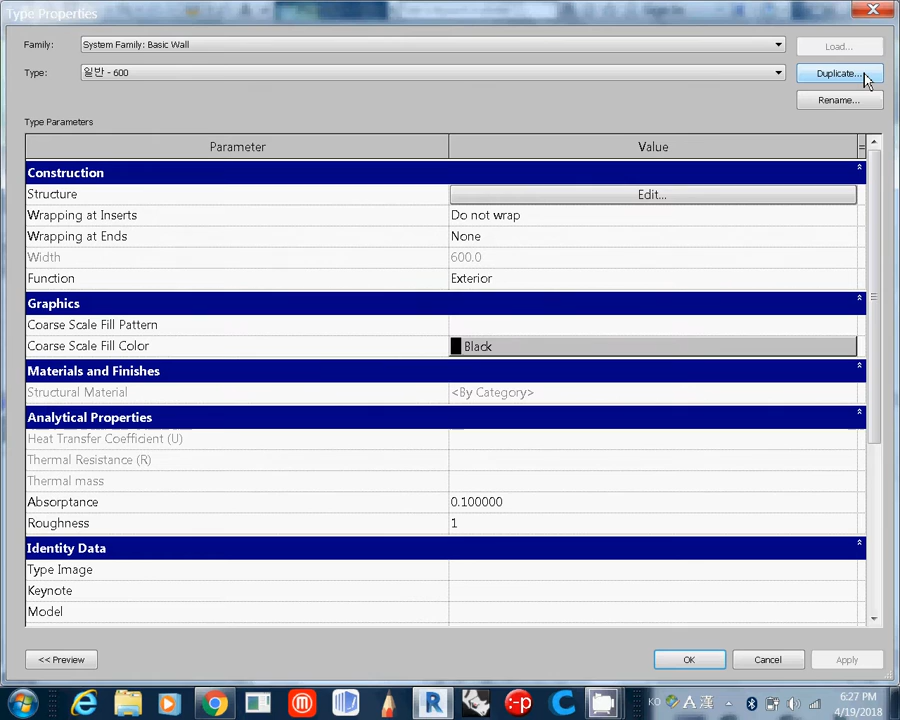 Type Properties
Family:
System Family: Basic Wall
Load...
Type:
일반 - 600
Duplicate...
Rename...
Type Parameters
Parameter
Value
=
Construction
Structure
Edit...
Wrapping at Inserts
Do not wrap
Wrapping at Ends
None
Width
600.0
Function
Exterior
Graphics
Coarse Scale Fill Pattern
Coarse Scale Fill Color
Black
Materials and Finishes
Structural Material
<By Category>
Analytical Properties
Heat Transfer Coefficient (U)
Thermal Resistance (R)
Thermal mass
Absorptance
0.100000
Roughness
1
Identity Data
Type Image
Keynote
Model
<< Preview
OK
Cancel
Apply
KO
A 漢
6:27 PM
4/19/2018